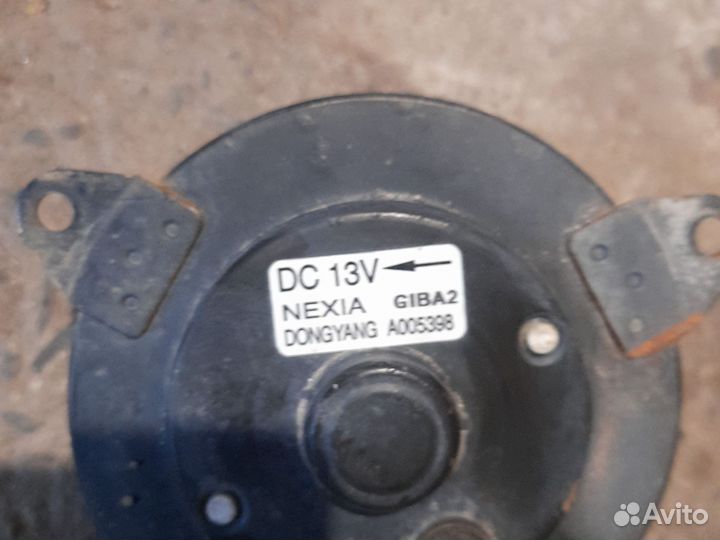 DC 13V ←
NEXIA GIBA2
DONGYANG A005398
Avito